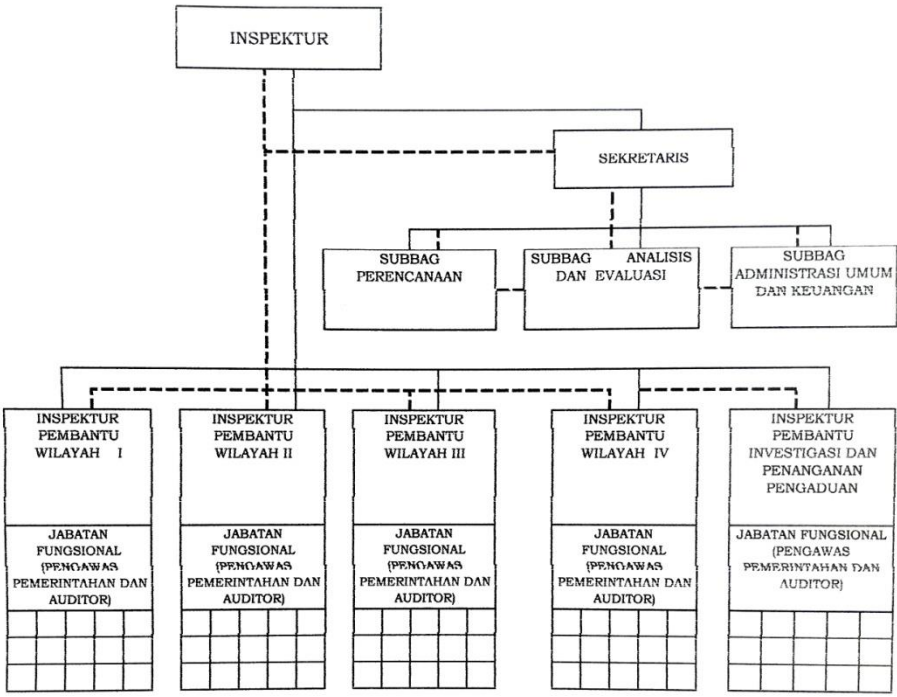 INSPEKTUR
SEKRETARIS
SUBBAG
PERENCANAAN
SUBBAG ANALISIS
DAN EVALUASI
SUBBAG
ADMINISTRASI UMUM
DAN KEUANGAN
INSPEKTUR
PEMBANTU
WILAYAH I
INSPEKTUR
PEMBANTU
WILAYAH II
INSPEKTUR
PEMBANTU
WILAYAH III
INSPEKTUR
PEMBANTU
WILAYAH IV
INSPEKTUR
PEMBANTU
INVESTIGASI DAN
PENANGANAN
PENGADUAN
JABATAN
FUNGSIONAL
(PENGAWAS
PEMERINTAHAN DAN
AUDITOR)
JABATAN
FUNGSIONAL
(PENGAWAS
PEMERINTAHAN DAN
AUDITOR)
JABATAN
FUNGSIONAL
(PENGAWAS
PEMERINTAHAN DAN
AUDITOR)
JABATAN
FUNGSIONAL
(PENGAWAS
PEMERINTAHAN DAN
AUDITOR)
JABATAN FUNGSIONAL
(PENGAWAS
PEMERINTAHAN DAN
AUDITOR)